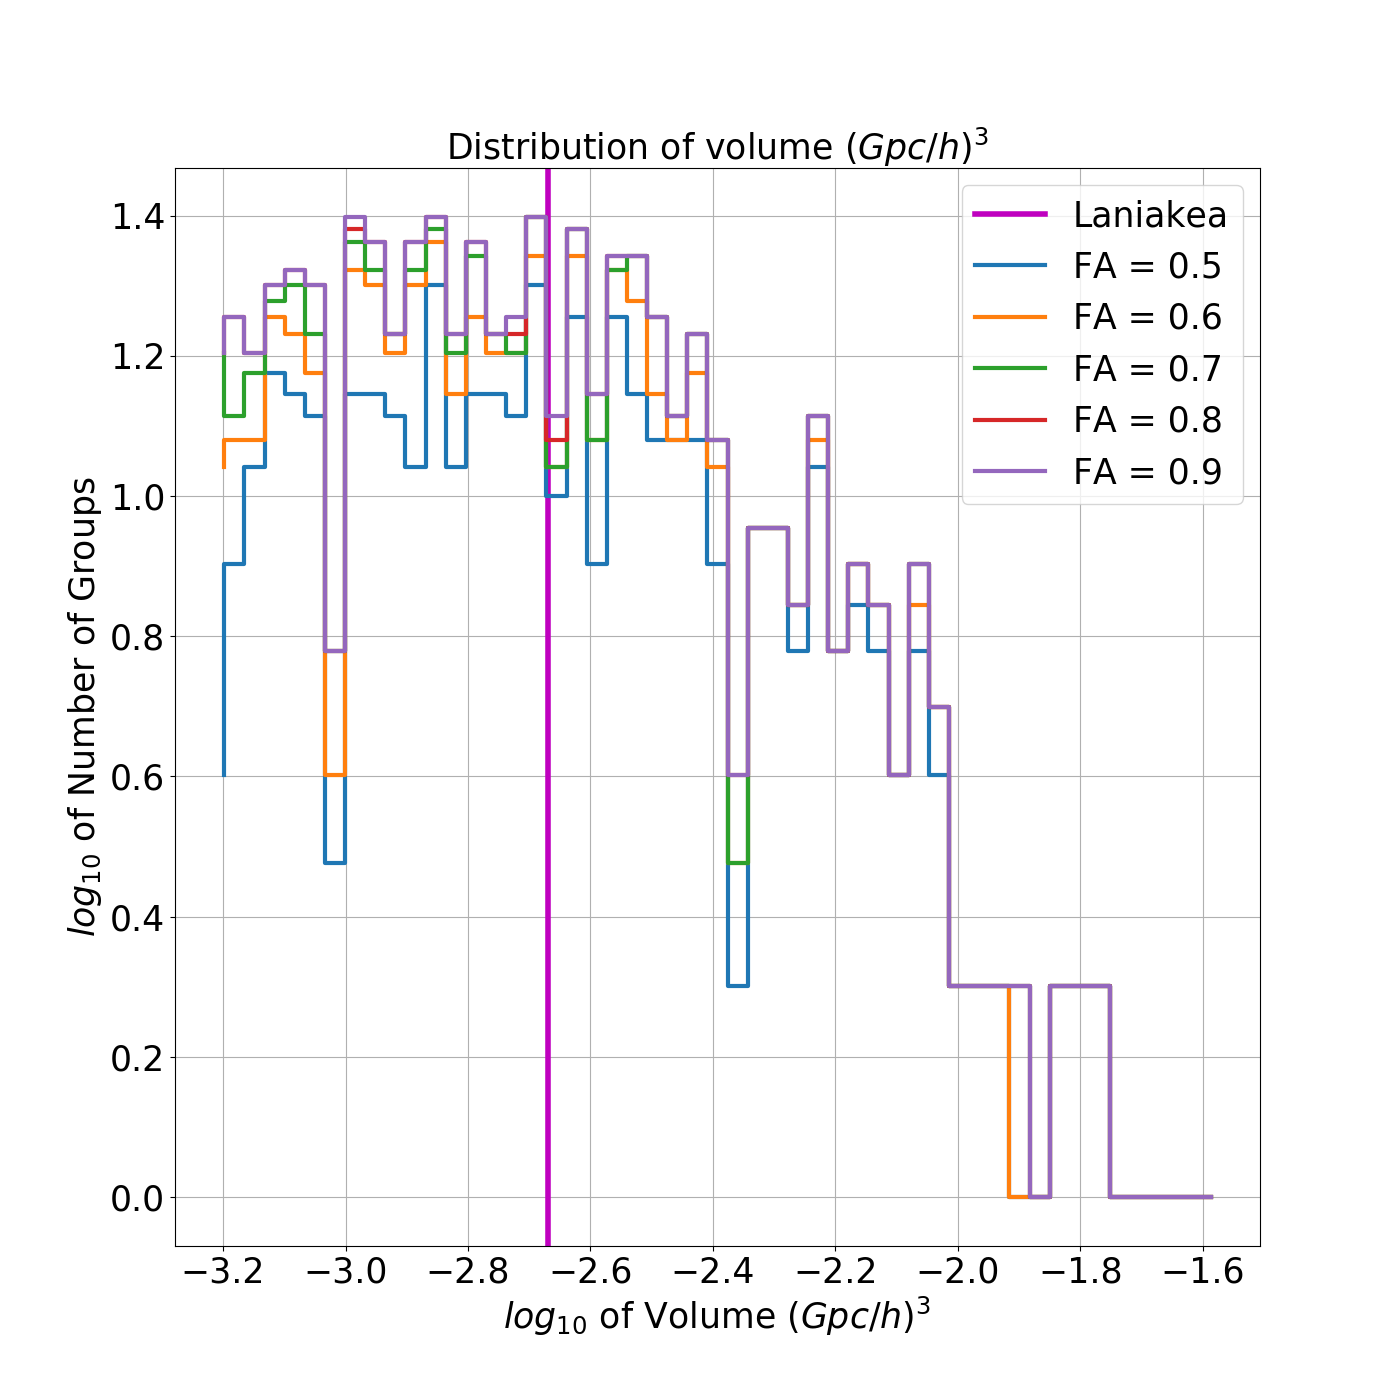 Distribution of volume (Gpc/h)³
Laniakea
FA = 0.5
FA = 0.6
FA = 0.7
FA = 0.8
FA = 0.9
1.4
1.2
1.0
0.8
0.6
0.4
0.2
0.0
log₁₀ of Number of Groups
−3.2 −3.0 −2.8 −2.6 −2.4 −2.2 −2.0 −1.8 −1.6
log₁₀ of Volume (Gpc/h)³